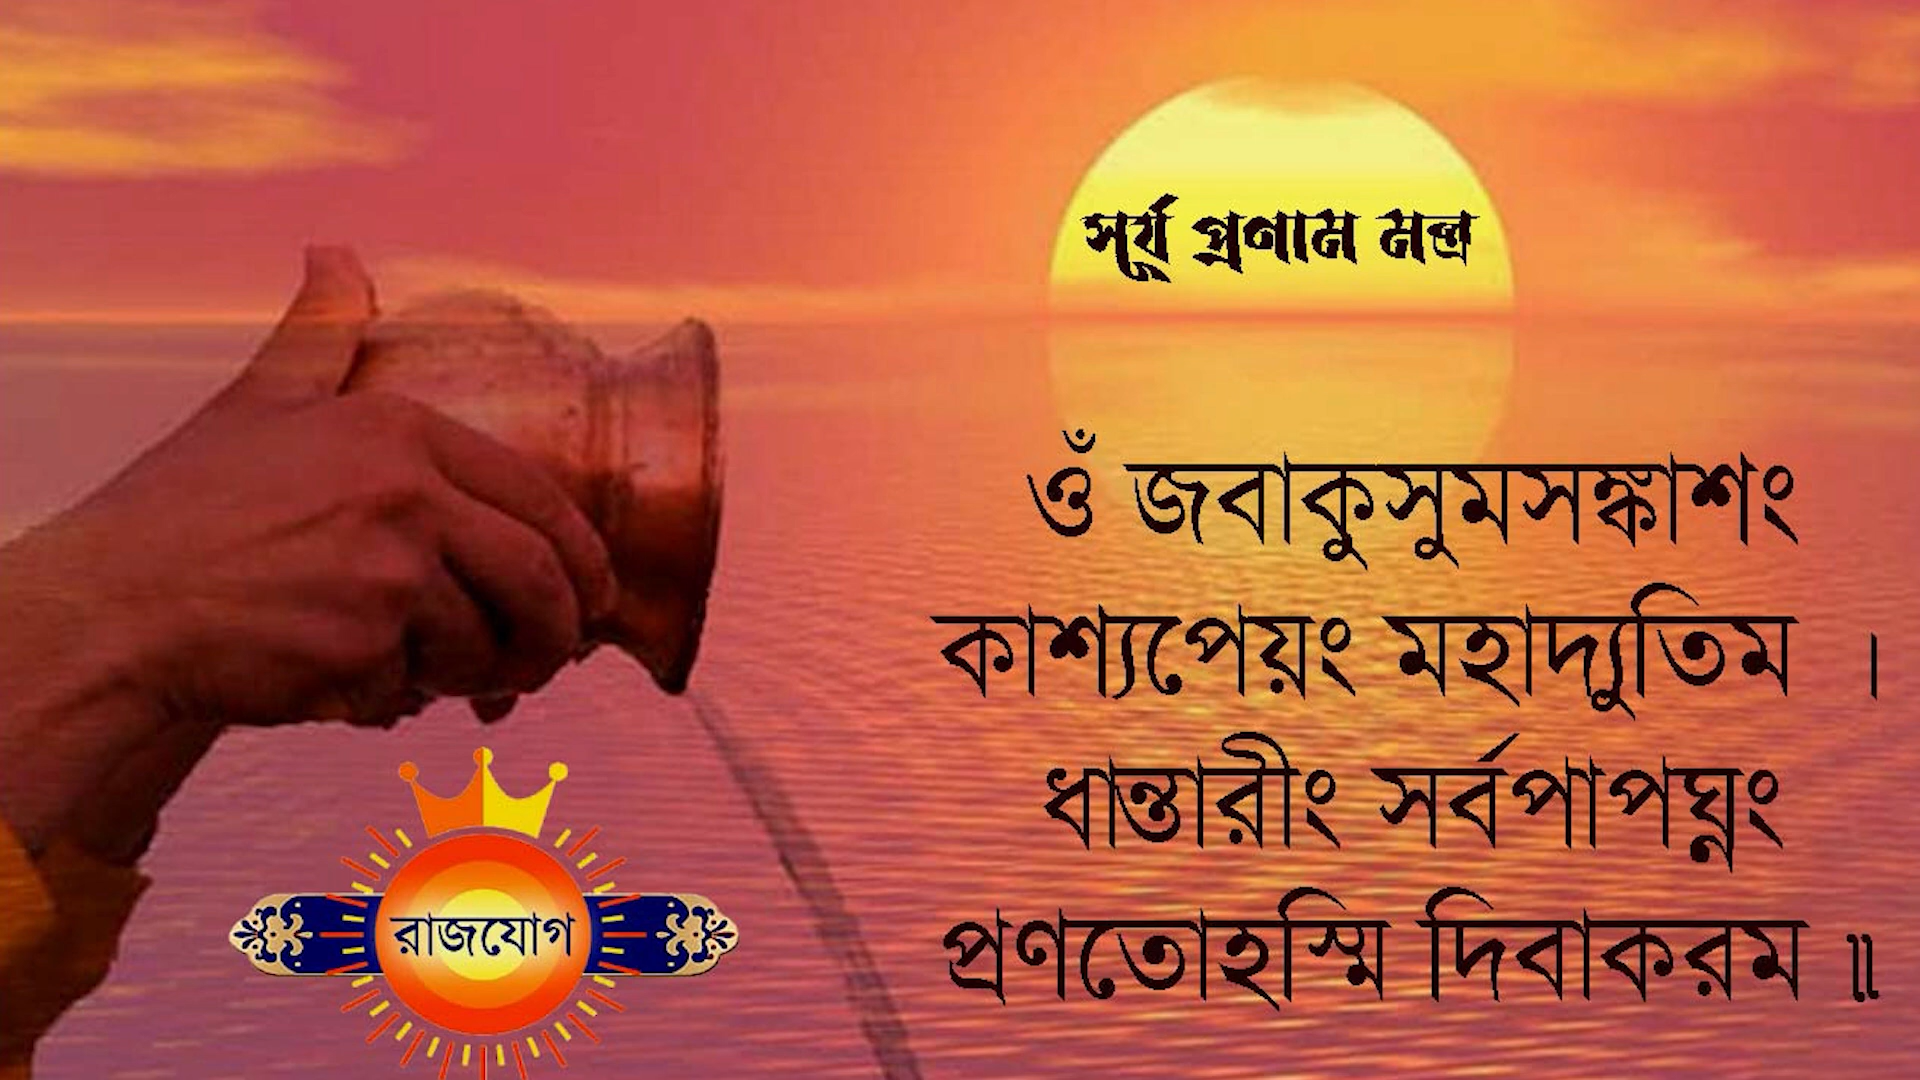 সূর্য প্রণাম মন্ত্র
ওঁ জবাকুসুমসঙ্কাশং
কাশ্যপেয়ং মহাদ্যুতিম ।
ধান্তারীং সর্বপাপঘ্নং
প্রণতোহস্মি দিবাকরম ॥
রাজযোগ